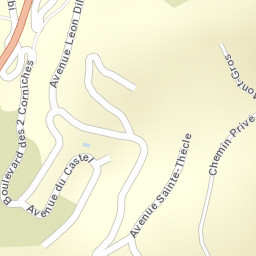 Avenue Léon Di
Boulevard des 2 Corniches
Avenue du Castel
Avenue Sainte-Thècle
Chemin Privé
Mont-Gros